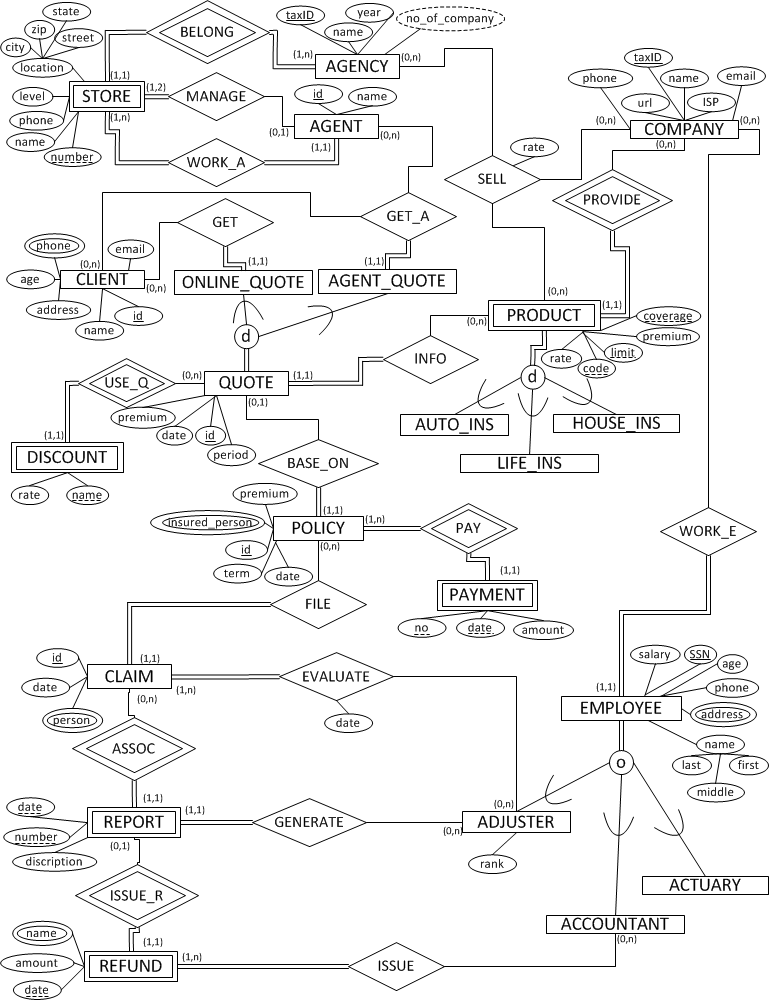 state
zip
street
city
location
BELONG
taxID
name
year
no_of_company
(1,n)
(0,n)
AGENCY
(1,1)
STORE
(1,2)
(1,n)
level
phone
name
number
MANAGE
WORK_A
id
name
AGENT
(0,1)
(1,1)
(0,n)
SELL
rate
phone
taxID
name
email
url
ISP
(0,n)
COMPANY
(0,n)
(0,n)
PROVIDE
GET
GET_A
phone
email
(0,n)
age
CLIENT
(0,n)
address
name
id
(1,1)
ONLINE_QUOTE
(1,1)
AGENT_QUOTE
(0,n)
(0,n)
PRODUCT
(1,1)
coverage
premium
limit
code
rate
d
d
INFO
AUTO_INS
HOUSE_INS
LIFE_INS
USE_Q
(0,n)
QUOTE
(1,1)
(0,1)
premium
date
id
period
(1,1)
DISCOUNT
rate
name
BASE_ON
premium
insured_person
(1,1)
POLICY
(1,n)
(0,n)
id
term
date
PAY
(1,1)
PAYMENT
no
date
amount
WORK_E
FILE
id
date
person
(1,1)
CLAIM
(0,n)
(1,n)
EVALUATE
date
salary
SSN
age
phone
address
name
last
first
middle
(1,1)
EMPLOYEE
o
ASSOC
date
number
discription
(1,1)
REPORT
(1,1)
(0,1)
GENERATE
(0,n)
(0,n)
ADJUSTER
rank
ACTUARY
ACCOUNTANT
(0,n)
ISSUE_R
name
amount
date
(1,1)
REFUND
(1,n)
ISSUE